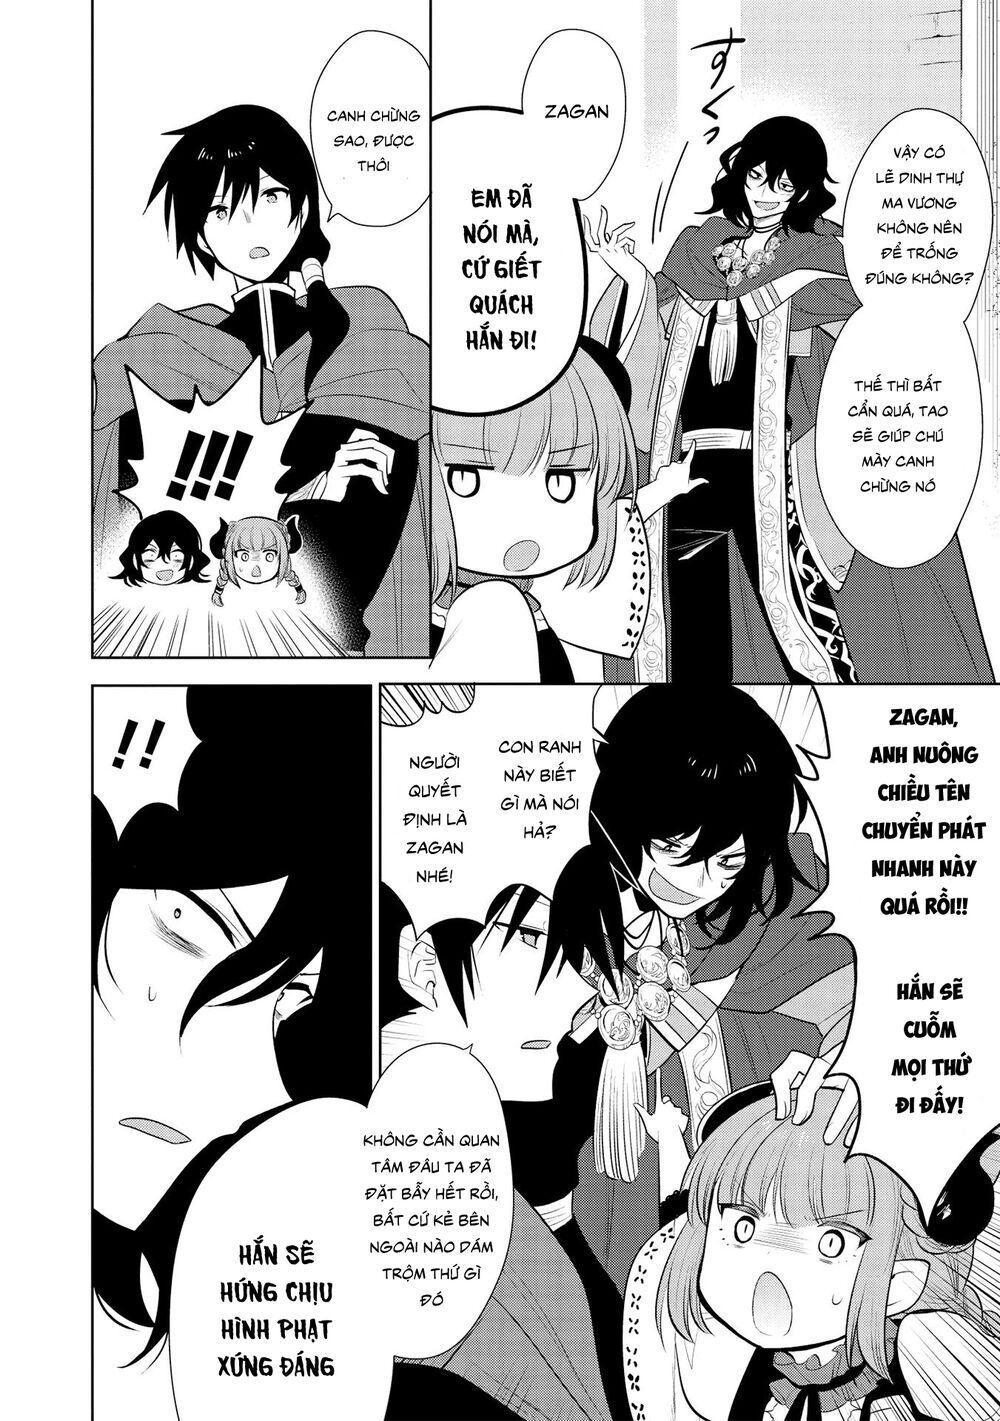 VẬY CÓ
LẼ DINH THỰ
MA VƯƠNG
KHÔNG NÊN
ĐỂ TRỐNG
ĐÚNG KHÔNG?
THẾ THÌ BẤT
CẨN QUÁ, TAO
SẼ GIÚP CHÚ
MÀY CANH
CHỪNG NÓ
すくっ
ZAGAN
EM ĐÃ
NÓI MÀ,
CỨ GIẾT
QUÁCH
HẮN ĐI!
CANH CHỪNG
SAO, ĐƯỢC
THÔI
!!!
ZAGAN,
ANH NUÔNG
CHIỀU TÊN
CHUYỂN PHÁT
NHANH NÀY
QUÁ RỒI!!
HẮN SẼ
CUỖM
MỌI THỨ
ĐI ĐẤY!
CON RANH
NÀY BIẾT
GÌ MÀ NÓI
HẢ?
NGƯỜI
QUYẾT
ĐỊNH LÀ
ZAGAN
NHÉ!
!!
KHÔNG CẦN QUAN
TÂM ĐÂU TA ĐÃ
ĐẶT BẪY HẾT RỒI,
BẤT CỨ KẺ BÊN
NGOÀI NÀO DÁM
TRỘM THỨ GÌ
ĐÓ
HẮN SẼ
HỨNG CHỊU
HÌNH PHẠT
XỨNG ĐÁNG